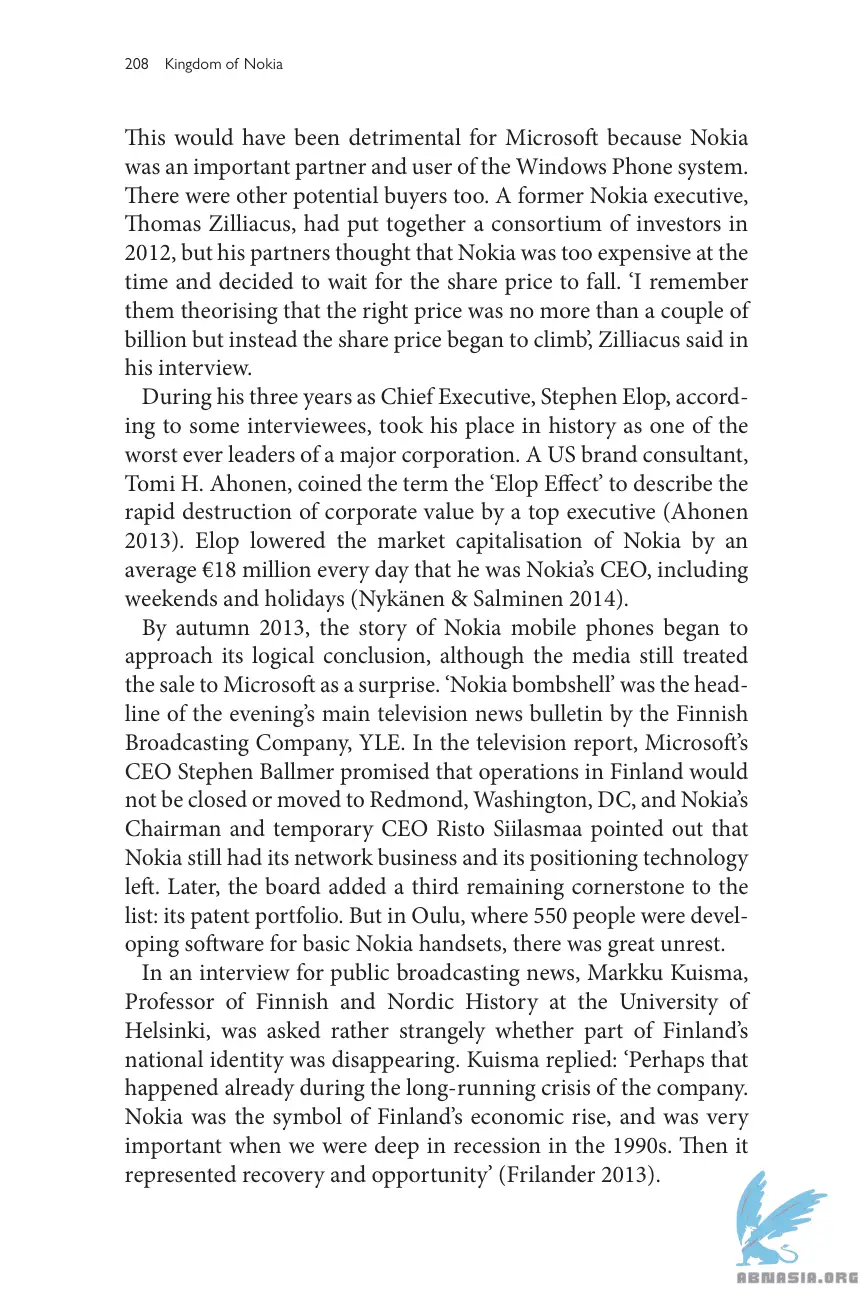 208 Kingdom of Nokia
This would have been detrimental for Microsoft because Nokia
was an important partner and user of the Windows Phone system.
There were other potential buyers too. A former Nokia executive,
Thomas Zilliacus, had put together a consortium of investors in
2012, but his partners thought that Nokia was too expensive at the
time and decided to wait for the share price to fall. ‘I remember
them theorising that the right price was no more than a couple of
billion but instead the share price began to climb’, Zilliacus said in
his interview.
During his three years as Chief Executive, Stephen Elop, accord-
ing to some interviewees, took his place in history as one of the
worst ever leaders of a major corporation. A US brand consultant,
Tomi H. Ahonen, coined the term the ‘Elop Effect’ to describe the
rapid destruction of corporate value by a top executive (Ahonen
2013). Elop lowered the market capitalisation of Nokia by an
average €18 million every day that he was Nokia’s CEO, including
weekends and holidays (Nykänen & Salminen 2014).
By autumn 2013, the story of Nokia mobile phones began to
approach its logical conclusion, although the media still treated
the sale to Microsoft as a surprise. ‘Nokia bombshell’ was the head-
line of the evening’s main television news bulletin by the Finnish
Broadcasting Company, YLE. In the television report, Microsoft’s
CEO Stephen Ballmer promised that operations in Finland would
not be closed or moved to Redmond, Washington, DC, and Nokia’s
Chairman and temporary CEO Risto Siilasmaa pointed out that
Nokia still had its network business and its positioning technology
left. Later, the board added a third remaining cornerstone to the
list: its patent portfolio. But in Oulu, where 550 people were devel-
oping software for basic Nokia handsets, there was great unrest.
In an interview for public broadcasting news, Markku Kuisma,
Professor of Finnish and Nordic History at the University of
Helsinki, was asked rather strangely whether part of Finland’s
national identity was disappearing. Kuisma replied: ‘Perhaps that
happened already during the long-running crisis of the company.
Nokia was the symbol of Finland’s economic rise, and was very
important when we were deep in recession in the 1990s. Then it
represented recovery and opportunity’ (Frilander 2013).
ABNASIA.ORG